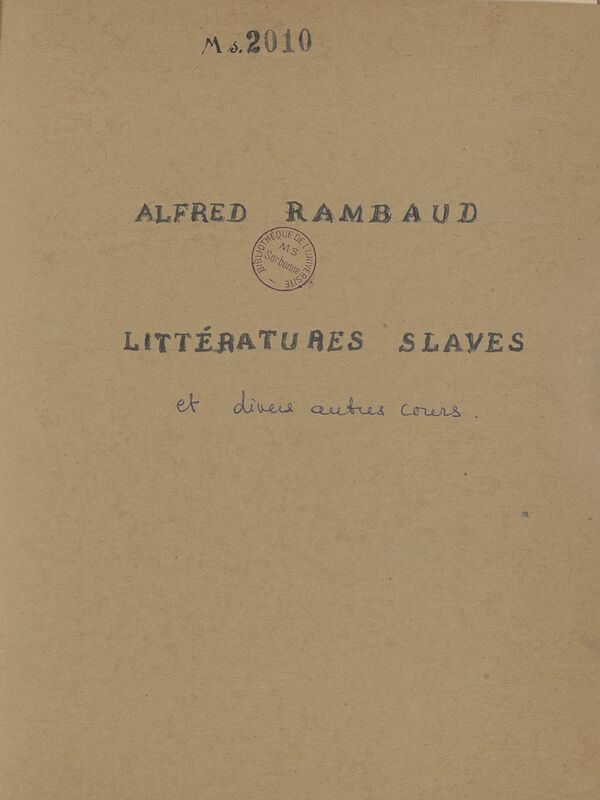 Ms. 2010
ALFRED RAMBAUD
BIBLIOTHÈQUE DE L'UNIVERSITÉ
MS
Sorbonne
LITTÉRATURES SLAVES
et divers autres cours.